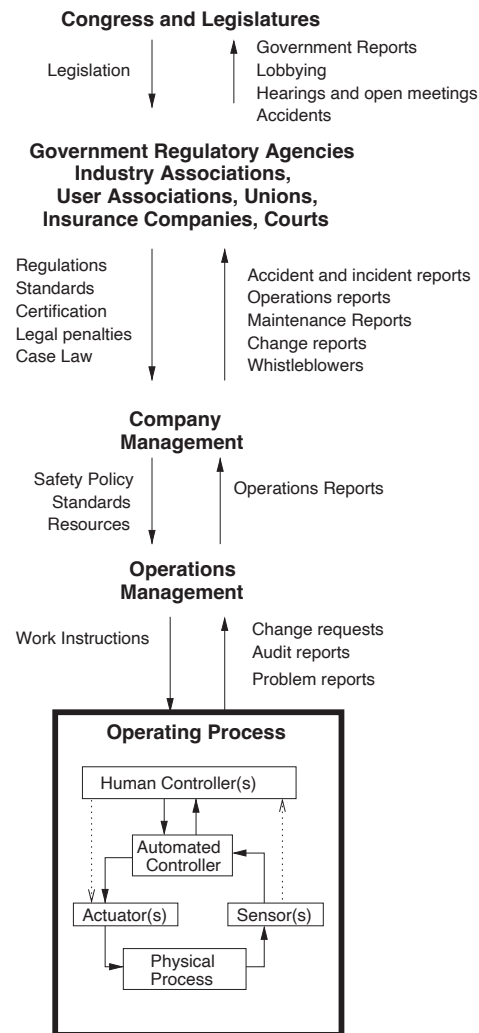 Congress and Legislatures
Legislation
Government Reports
Lobbying
Hearings and open meetings
Accidents
Government Regulatory Agencies
Industry Associations,
User Associations, Unions,
Insurance Companies, Courts
Regulations
Standards
Certification
Legal penalties
Case Law
Accident and incident reports
Operations reports
Maintenance Reports
Change reports
Whistleblowers
Company
Management
Safety Policy
Standards
Resources
Operations Reports
Operations
Management
Work Instructions
Change requests
Audit reports
Problem reports
Operating Process
Human Controller(s)
Automated
Controller
Actuator(s)
Sensor(s)
Physical
Process